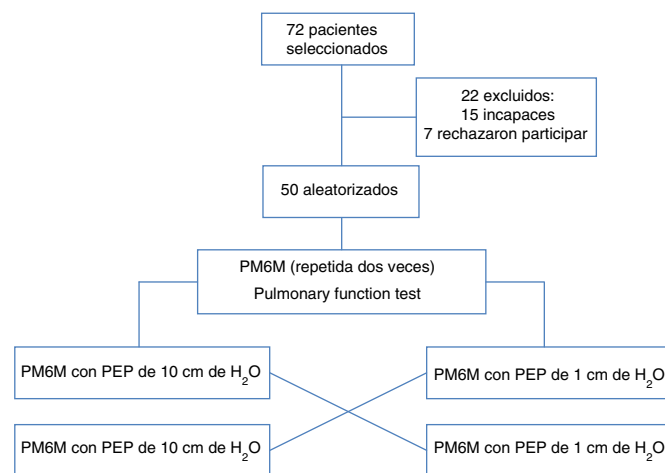 72 pacientes
seleccionados
22 excluidos:
15 incapaces
7 rechazaron participar
50 aleatorizados
PM6M (repetida dos veces)
Pulmonary function test
PM6M con PEP de 10 cm de H₂O
PM6M con PEP de 1 cm de H₂O
PM6M con PEP de 10 cm de H₂O
PM6M con PEP de 1 cm de H₂O